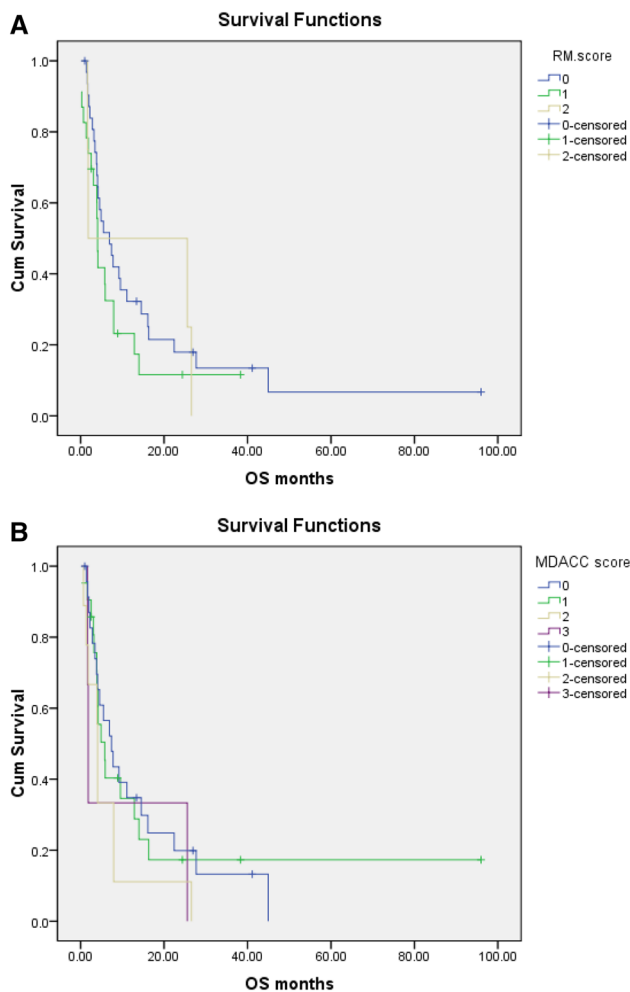 A
Survival Functions
RM.score
0
1
2
0-censored
1-censored
2-censored
Cum Survival
1.0
0.8
0.6
0.4
0.2
0.0
0.00 20.00 40.00 60.00 80.00 100.00
OS months
B
Survival Functions
MDACC score
0
1
2
3
0-censored
1-censored
2-censored
3-censored
Cum Survival
1.0
0.8
0.6
0.4
0.2
0.0
0.00 20.00 40.00 60.00 80.00 100.00
OS months